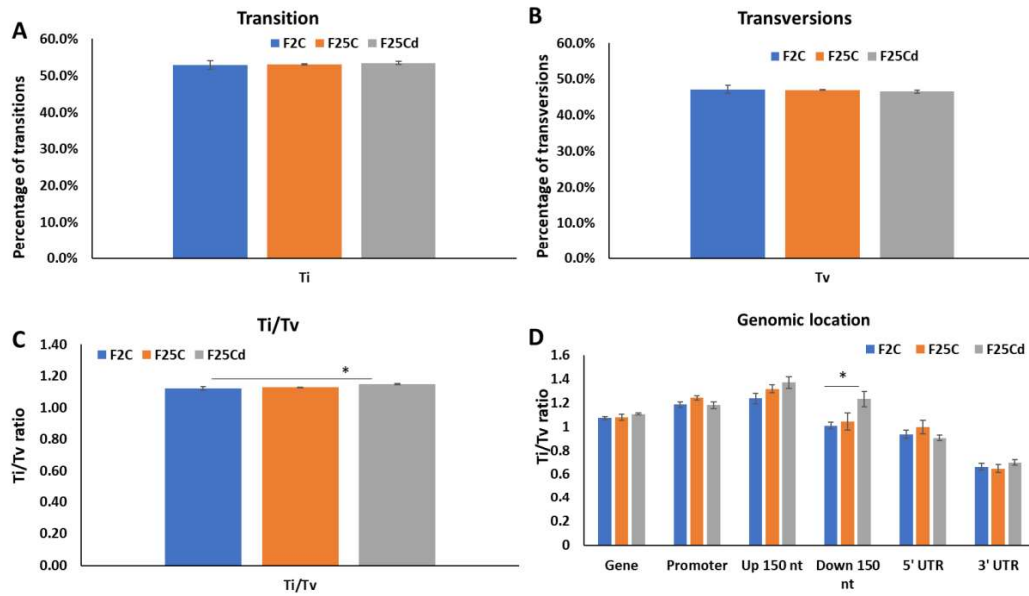 A
Transition
F2C F25C F25Cd
Percentage of transitions
60.0%
50.0%
40.0%
30.0%
20.0%
10.0%
0.0%
Ti
B
Transversions
F2C F25C F25Cd
Percentage of transversions
60.0%
50.0%
40.0%
30.0%
20.0%
10.0%
0.0%
Tv
C
Ti/Tv
F2C F25C F25Cd
*
Ti/Tv ratio
1.40
1.20
1.00
0.80
0.60
0.40
0.20
0.00
Ti/Tv
D
Genomic location
F2C F25C F25Cd
*
Ti/Tv ratio
1.6
1.4
1.2
1
0.8
0.6
0.4
0.2
0
Gene Promoter Up 150 nt Down 150 5' UTR 3' UTR
nt